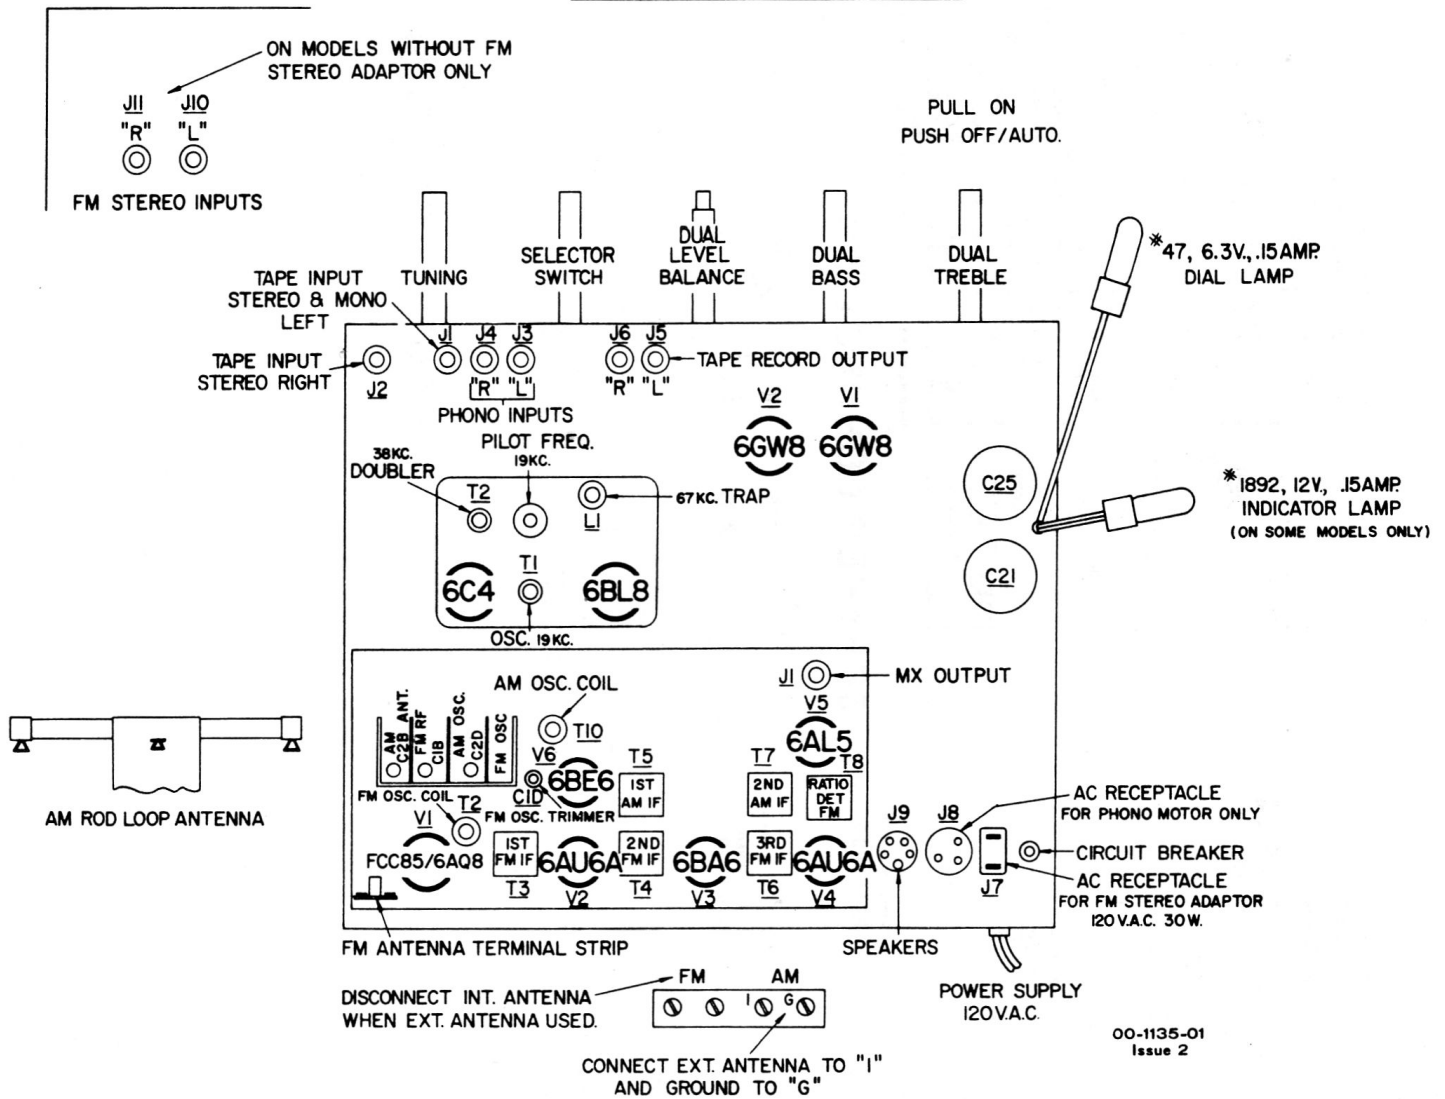 ON MODELS WITHOUT FM
STEREO ADAPTOR ONLY
J11 J10
"R" "L"
FM STEREO INPUTS
PULL ON
PUSH OFF/AUTO.
TAPE INPUT
STEREO & MONO
LEFT
TUNING
SELECTOR
SWITCH
DUAL
LEVEL
BALANCE
DUAL
BASS
DUAL
TREBLE
*47, 6.3V., .15AMP.
DIAL LAMP
TAPE INPUT
STEREO RIGHT
J2
J1 J4 J3
"R" "L"
PHONO INPUTS
J6 J5
"R" "L"
TAPE RECORD OUTPUT
V2 V1
6GW8 6GW8
PILOT FREQ.
19KC.
38KC.
DOUBLER
T2
L1
67KC. TRAP
T1
6C4
6BL8
OSC. 19KC.
C25
C21
*1892, 12V., .15AMP.
INDICATOR LAMP
(ON SOME MODELS ONLY)
AM ROD LOOP ANTENNA
AM OSC. COIL
T10
J1
MX OUTPUT
AM ANT.
C2B
FM RF
C1B
AM OSC.
C2D
FM OSC
V5
6AL5
V6
6BE6
T5
1ST
AM IF
T7
2ND
AM IF
T8
RATIO
DET
FM
C1D
FM OSC. TRIMMER
FM OSC. COIL
T2
V1
FCC85/6AQ8
1ST
FM IF
T3
6AU6A
V2
2ND
FM IF
T4
6BA6
V3
3RD
FM IF
T6
6AU6A
V4
J9
J8
J7
AC RECEPTACLE
FOR PHONO MOTOR ONLY
CIRCUIT BREAKER
AC RECEPTACLE
FOR FM STEREO ADAPTOR
120V.A.C. 30W.
FM ANTENNA TERMINAL STRIP
SPEAKERS
POWER SUPPLY
120V.A.C.
FM AM
I G
DISCONNECT INT. ANTENNA
WHEN EXT. ANTENNA USED.
CONNECT EXT. ANTENNA TO "I"
AND GROUND TO "G"
00-1135-01
Issue 2